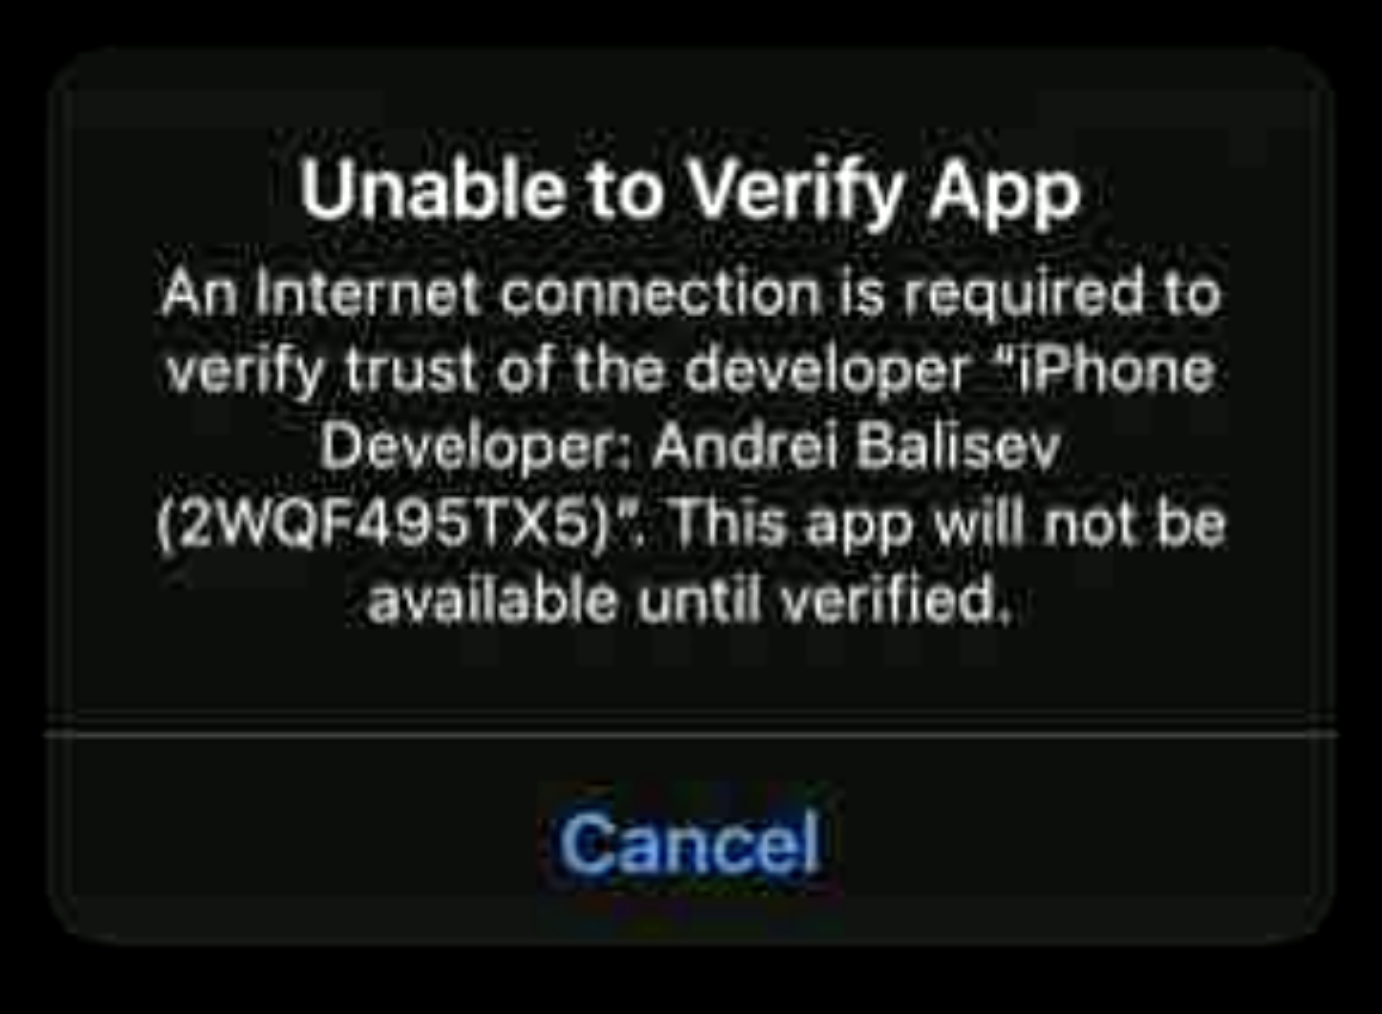 Unable to Verify App
An Internet connection is required to
verify trust of the developer “iPhone
Developer: Andrei Balisev
(2WQF495TX5)”. This app will not be
available until verified.
Cancel